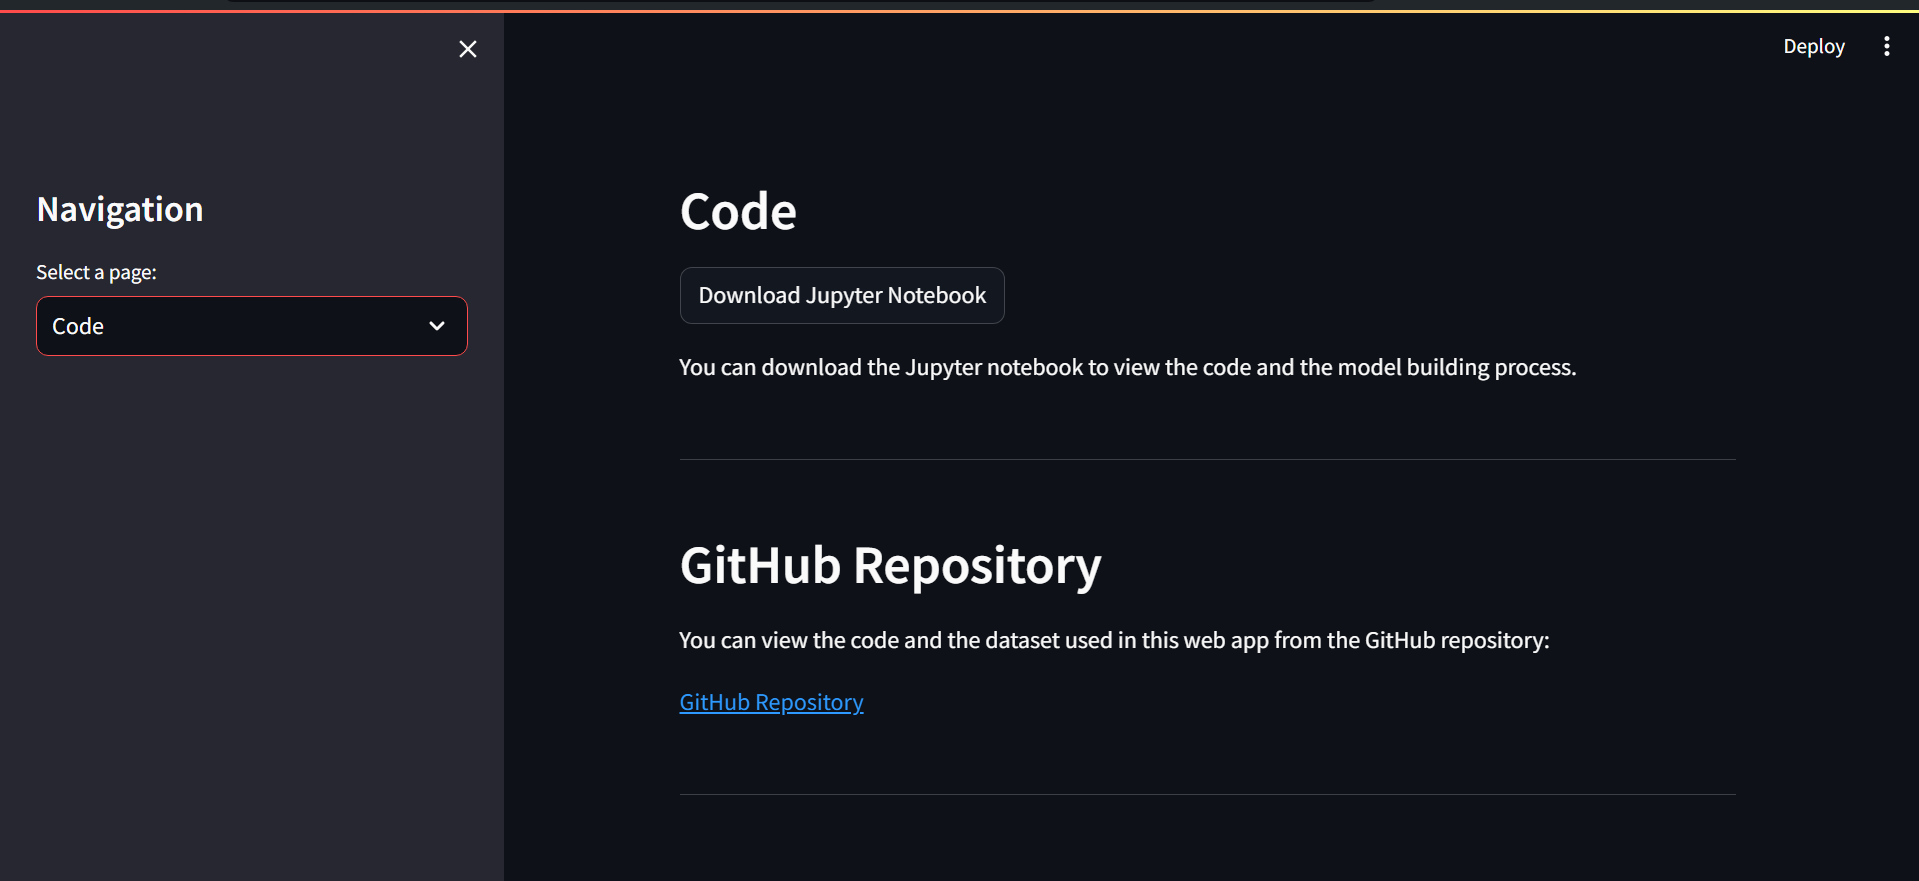 Deploy
Navigation
Select a page:
Code
Code
Download Jupyter Notebook
You can download the Jupyter notebook to view the code and the model building process.
GitHub Repository
You can view the code and the dataset used in this web app from the GitHub repository:
GitHub Repository